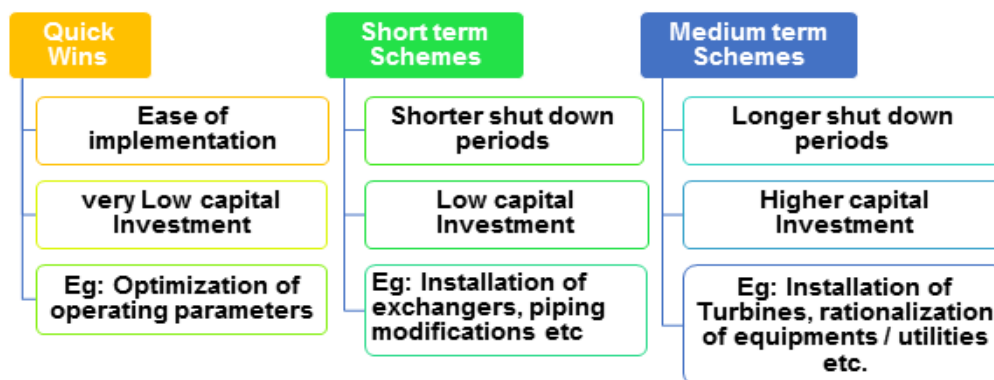 Quick
Wins
Ease of
implementation
very Low capital
Investment
Eg: Optimization of
operating parameters
Short term
Schemes
Shorter shut down
periods
Low capital
Investment
Eg: Installation of
exchangers, piping
modifications etc
Medium term
Schemes
Longer shut down
periods
Higher capital
Investment
Eg: Installation of
Turbines, rationalization
of equipments / utilities
etc.